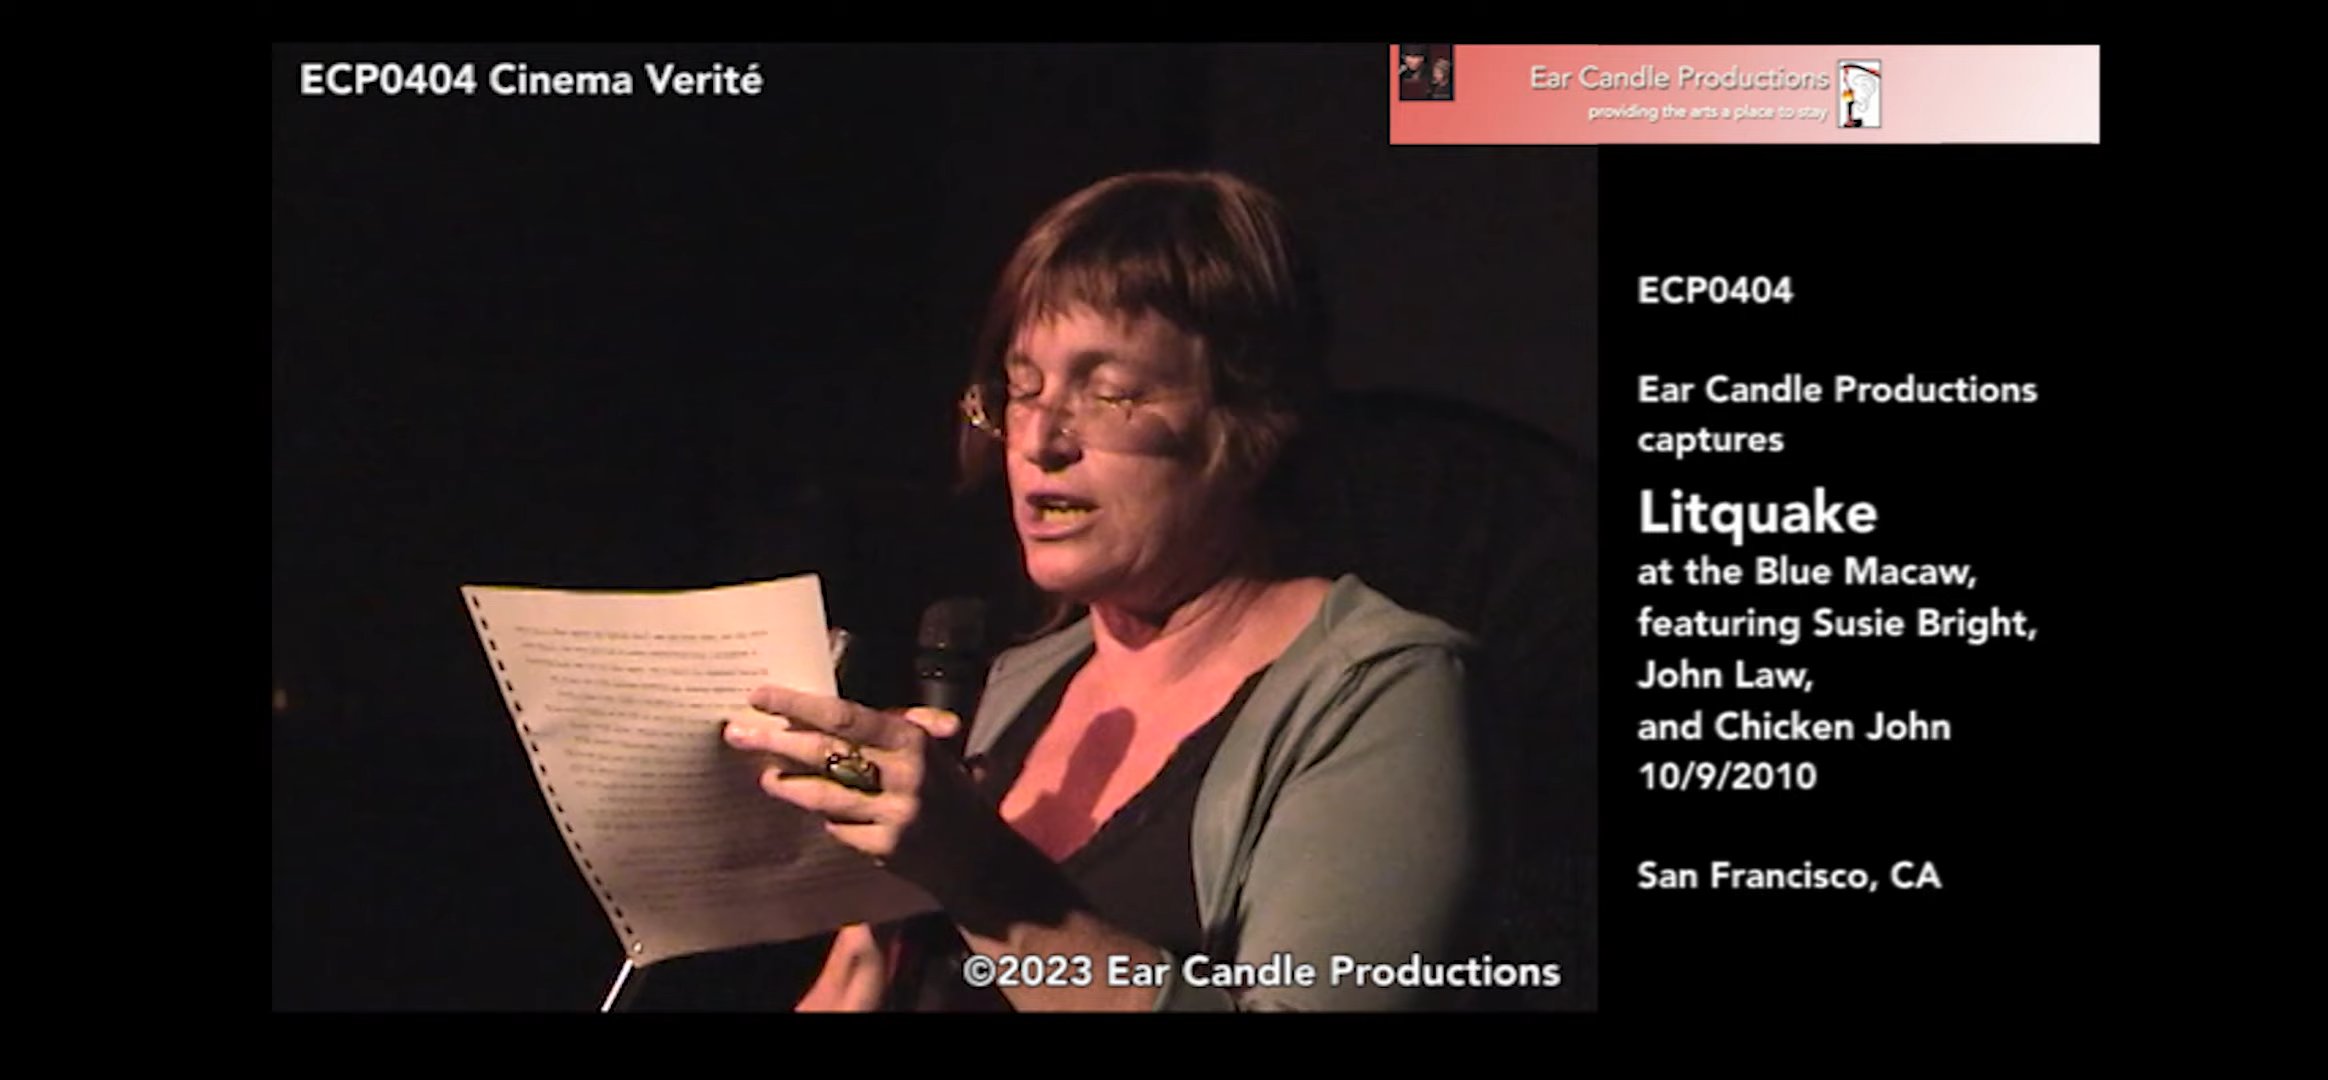 ECP0404 Cinema Verité
Ear Candle Productions
providing the arts a place to stay
ECP0404
Ear Candle Productions
captures
Litquake
at the Blue Macaw,
featuring Susie Bright,
John Law,
and Chicken John
10/9/2010
San Francisco, CA
©2023 Ear Candle Productions